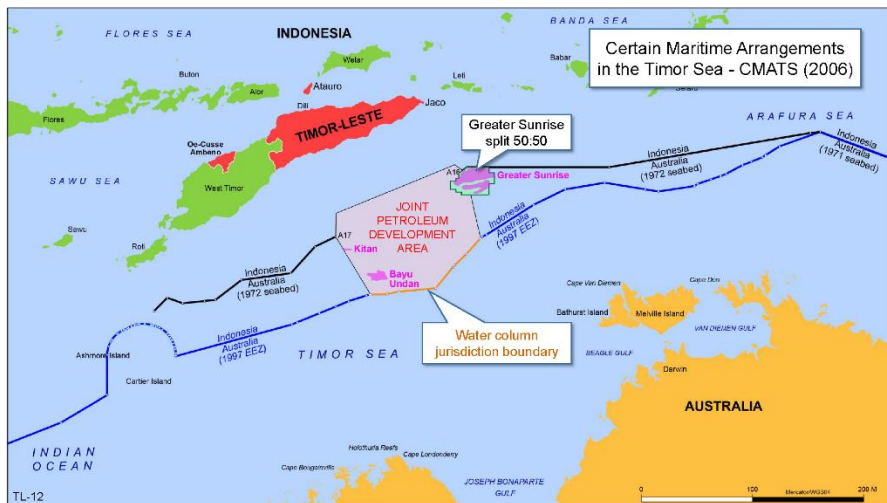 FLORES SEA
INDONESIA
BANDA SEA
Certain Maritime Arrangements
in the Timor Sea - CMATS (2006)
Wetar
Buton
Alor
Atauro
Leti
Babar
Flores
Dili
Jaco
TIMOR-LESTE
ARAFURA SEA
Greater Sunrise
split 50:50
Oe-Cusse
Ambeno
Indonesia
Australia
(1972 seabed)
Indonesia
Australia
(1971 seabed)
SAWU SEA
West Timor
A16
Greater Sunrise
JOINT
PETROLEUM
DEVELOPMENT
AREA
Indonesia
Australia
(1997 EEZ)
Sawu
Roti
A17
Kitan
Bayu
Undan
Indonesia
Australia
(1972 seabed)
Cape Van Diemen
Cape Don
Bathurst Island
Melville Island
Water column
jurisdiction boundary
VAN DIEMEN GULF
Indonesia
Australia
(1997 EEZ)
TIMOR SEA
BEAGLE GULF
Ashmore Island
Cartier Island
Darwin
AUSTRALIA
INDIAN
OCEAN
Holothuria Reefs
Cape Bougainville
Cape Londonderry
JOSEPH BONAPARTE
GULF
TL-12
Mercator/WGS84
0
100
200 M